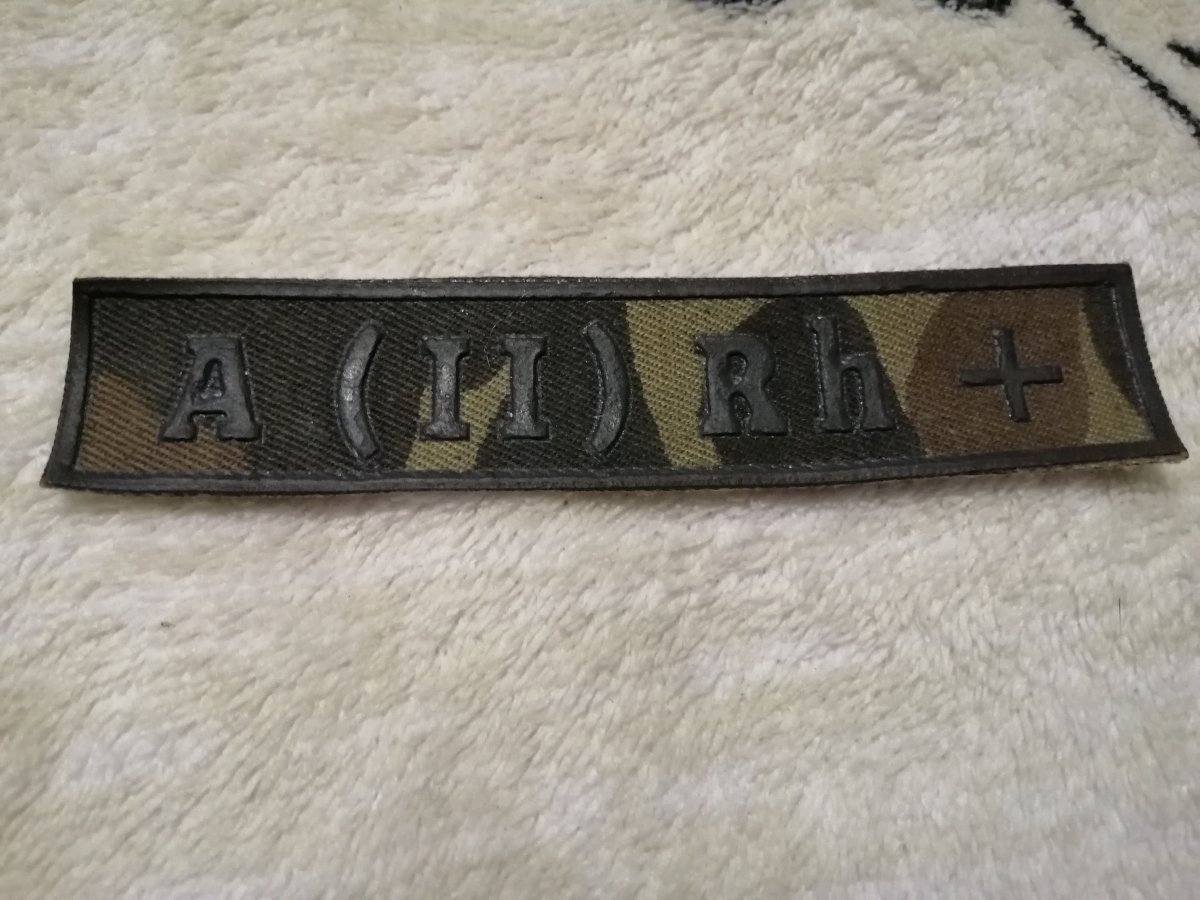 A (II) Rh +